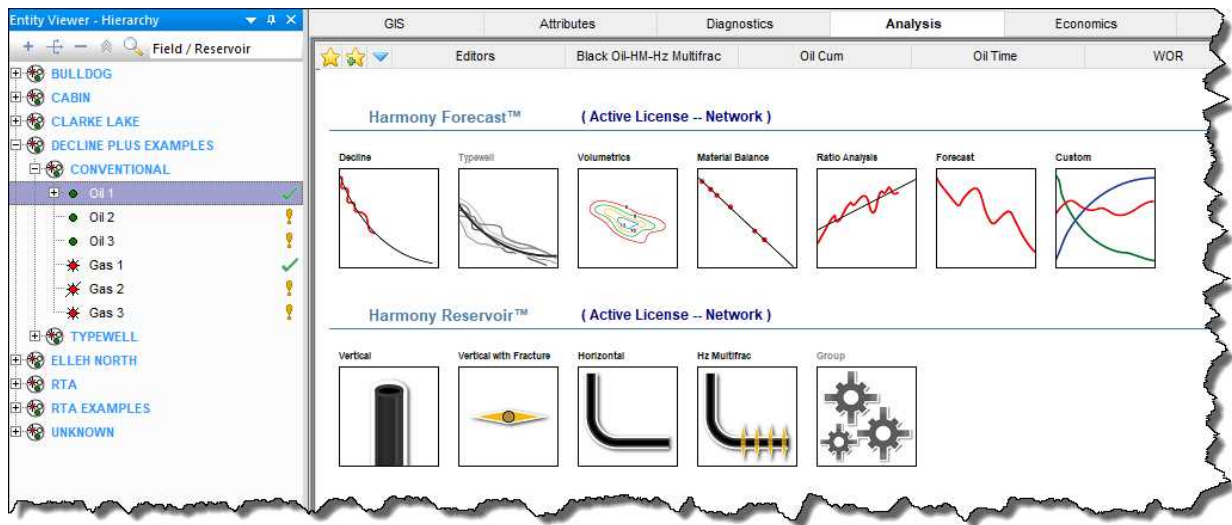 Entity Viewer - Hierarchy
Field / Reservoir
BULLDOG
CABIN
CLARKE LAKE
DECLINE PLUS EXAMPLES
CONVENTIONAL
Oil 1
Oil 2
Oil 3
Gas 1
Gas 2
Gas 3
TYPEWELL
ELLEH NORTH
RTA
RTA EXAMPLES
UNKNOWN
GIS Attributes Diagnostics Analysis Economics
Editors Black Oil-HM-Hz Multifrac Oil Cum Oil Time WOR
Harmony Forecast™ ( Active License -- Network )
Decline Typewell Volumetrics Material Balance Ratio Analysis Forecast Custom
Harmony Reservoir™ ( Active License -- Network )
Vertical Vertical with Fracture Horizontal Hz Multifrac Group